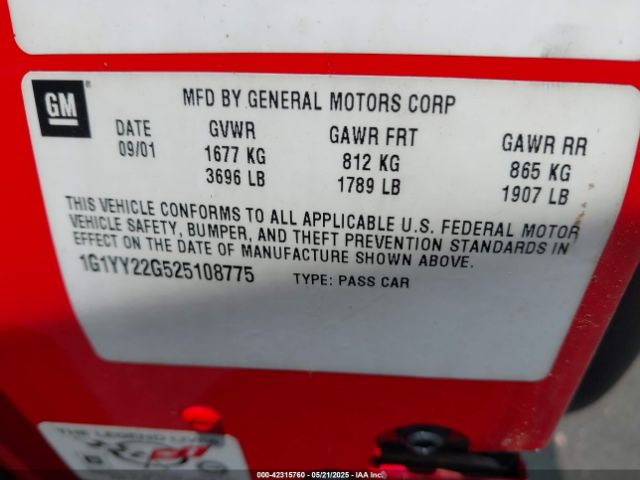 GM
MFD BY GENERAL MOTORS CORP
DATE GVWR GAWR FRT GAWR RR
09/01 1677 KG 812 KG 865 KG
3696 LB 1789 LB 1907 LB
THIS VEHICLE CONFORMS TO ALL APPLICABLE U.S. FEDERAL MOTOR
VEHICLE SAFETY, BUMPER, AND THEFT PREVENTION STANDARDS IN
EFFECT ON THE DATE OF MANUFACTURE SHOWN ABOVE.
1G1YY22G525108775 TYPE: PASS CAR
THE LEGEND LIVES
000-42315760 - 05/21/2025 - IAA Inc.